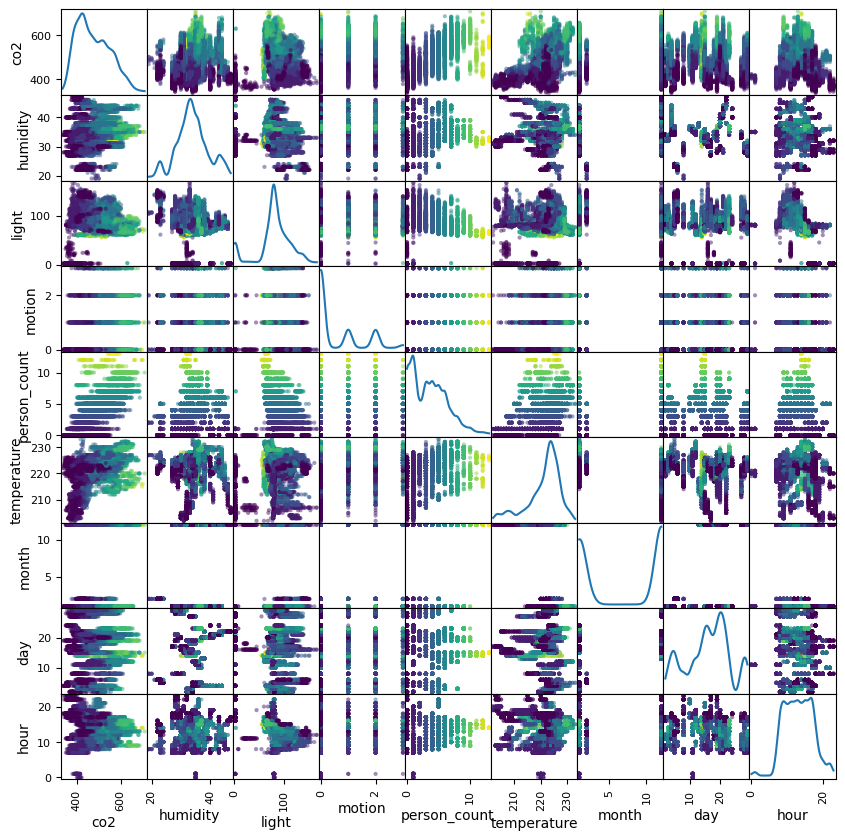 co2
600
400
humidity
40
30
20
light
100
0
motion
2
0
person_count
10
5
0
temperature
230
220
210
month
10
5
day
20
10
hour
20
10
0
400 600 20 40 0 100 0 2 0 10 210 220 230 5 10 10 20 0 20
co2 humidity light motion person_count temperature month day hour